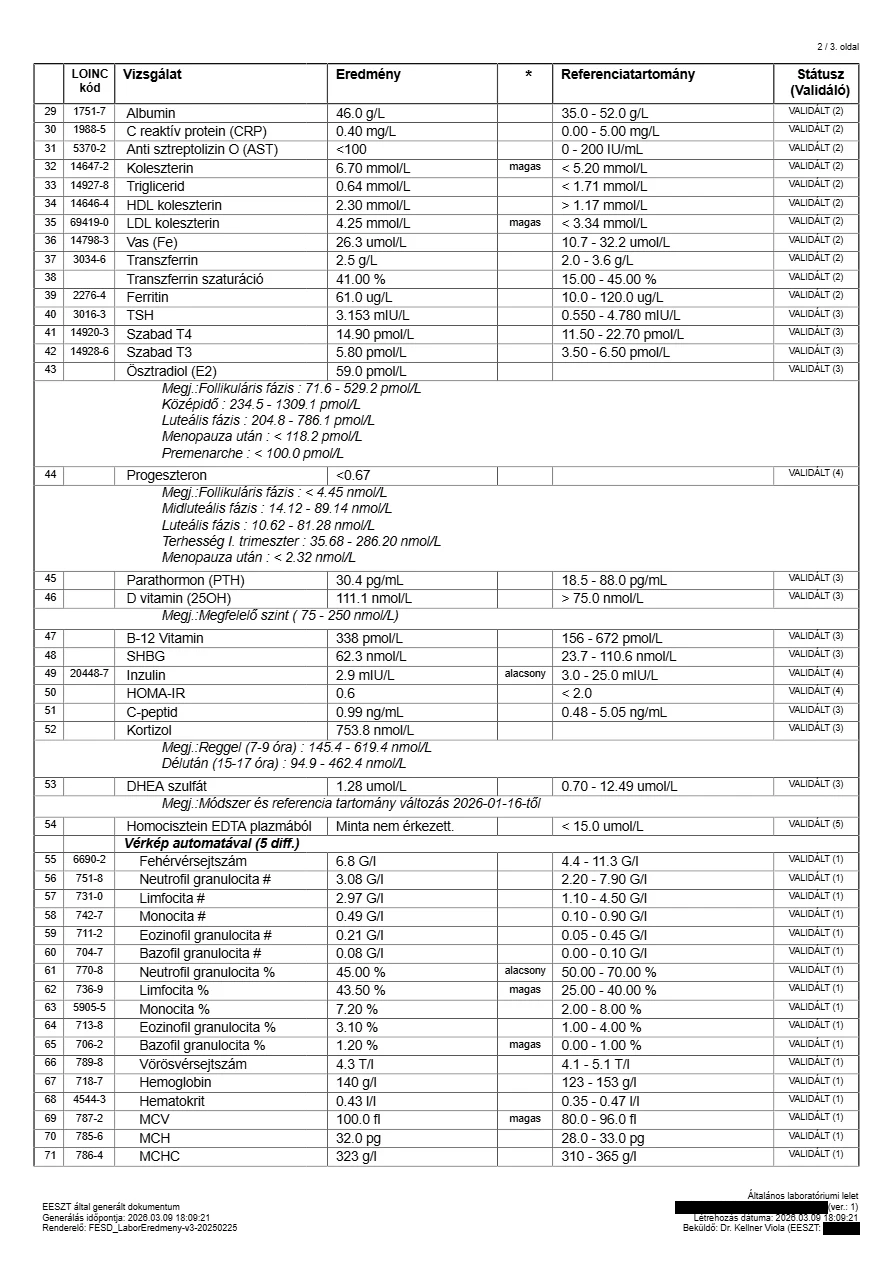 2 / 3. oldal
LOINC kód Vizsgálat Eredmény * Referenciatartomány Státusz (Validáló)
29 1751-7 Albumin 46.0 g/L 35.0 - 52.0 g/L VALIDÁLT (2)
30 1988-5 C reaktív protein (CRP) 0.40 mg/L 0.00 - 5.00 mg/L VALIDÁLT (2)
31 5370-2 Anti sztreptolizin O (AST) <100 0 - 200 IU/mL VALIDÁLT (2)
32 14647-2 Koleszterin 6.70 mmol/L magas < 5.20 mmol/L VALIDÁLT (2)
33 14927-8 Triglicerid 0.64 mmol/L < 1.71 mmol/L VALIDÁLT (2)
34 14646-4 HDL koleszterin 2.30 mmol/L > 1.17 mmol/L VALIDÁLT (2)
35 69419-0 LDL koleszterin 4.25 mmol/L magas < 3.34 mmol/L VALIDÁLT (2)
36 14798-3 Vas (Fe) 26.3 umol/L 10.7 - 32.2 umol/L VALIDÁLT (2)
37 3034-6 Transzferrin 2.5 g/L 2.0 - 3.6 g/L VALIDÁLT (2)
38 Transzferrin szaturáció 41.00 % 15.00 - 45.00 % VALIDÁLT (2)
39 2276-4 Ferritin 61.0 ug/L 10.0 - 120.0 ug/L VALIDÁLT (2)
40 3016-3 TSH 3.153 mIU/L 0.550 - 4.780 mIU/L VALIDÁLT (3)
41 14920-3 Szabad T4 14.90 pmol/L 11.50 - 22.70 pmol/L VALIDÁLT (3)
42 14928-6 Szabad T3 5.80 pmol/L 3.50 - 6.50 pmol/L VALIDÁLT (3)
43 Ösztradiol (E2) 59.0 pmol/L VALIDÁLT (3)
Megj.:Follikuláris fázis : 71.6 - 529.2 pmol/L
Középidő : 234.5 - 1309.1 pmol/L
Luteális fázis : 204.8 - 786.1 pmol/L
Menopauza után : < 118.2 pmol/L
Premenarche : < 100.0 pmol/L
44 Progeszteron <0.67 VALIDÁLT (4)
Megj.:Follikuláris fázis : < 4.45 nmol/L
Midluteális fázis : 14.12 - 89.14 nmol/L
Luteális fázis : 10.62 - 81.28 nmol/L
Terhesség I. trimeszter : 35.68 - 286.20 nmol/L
Menopauza után : < 2.32 nmol/L
45 Parathormon (PTH) 30.4 pg/mL 18.5 - 88.0 pg/mL VALIDÁLT (3)
46 D vitamin (25OH) 111.1 nmol/L > 75.0 nmol/L VALIDÁLT (3)
Megj.:Megfelelő szint ( 75 - 250 nmol/L)
47 B-12 Vitamin 338 pmol/L 156 - 672 pmol/L VALIDÁLT (3)
48 SHBG 62.3 nmol/L 23.7 - 110.6 nmol/L VALIDÁLT (3)
49 20448-7 Inzulin 2.9 mIU/L alacsony 3.0 - 25.0 mIU/L VALIDÁLT (4)
50 HOMA-IR 0.6 < 2.0 VALIDÁLT (4)
51 C-peptid 0.99 ng/mL 0.48 - 5.05 ng/mL VALIDÁLT (3)
52 Kortizol 753.8 nmol/L VALIDÁLT (3)
Megj.:Reggel (7-9 óra) : 145.4 - 619.4 nmol/L
Délután (15-17 óra) : 94.9 - 462.4 nmol/L
53 DHEA szulfát 1.28 umol/L 0.70 - 12.49 umol/L VALIDÁLT (3)
Megj.:Módszer és referencia tartomány változás 2026-01-16-től
54 Homocisztein EDTA plazmából Minta nem érkezett. < 15.0 umol/L VALIDÁLT (5)
Vérkép automatával (5 diff.)
55 6690-2 Fehérvérsejtszám 6.8 G/l 4.4 - 11.3 G/l VALIDÁLT (1)
56 751-8 Neutrofil granulocita # 3.08 G/l 2.20 - 7.90 G/l VALIDÁLT (1)
57 731-0 Limfocita # 2.97 G/l 1.10 - 4.50 G/l VALIDÁLT (1)
58 742-7 Monocita # 0.49 G/l 0.10 - 0.90 G/l VALIDÁLT (1)
59 711-2 Eozinofil granulocita # 0.21 G/l 0.05 - 0.45 G/l VALIDÁLT (1)
60 704-7 Bazofil granulocita # 0.08 G/l 0.00 - 0.10 G/l VALIDÁLT (1)
61 770-8 Neutrofil granulocita % 45.00 % alacsony 50.00 - 70.00 % VALIDÁLT (1)
62 736-9 Limfocita % 43.50 % magas 25.00 - 40.00 % VALIDÁLT (1)
63 5905-5 Monocita % 7.20 % 2.00 - 8.00 % VALIDÁLT (1)
64 713-8 Eozinofil granulocita % 3.10 % 1.00 - 4.00 % VALIDÁLT (1)
65 706-2 Bazofil granulocita % 1.20 % magas 0.00 - 1.00 % VALIDÁLT (1)
66 789-8 Vörösvérsejtszám 4.3 T/l 4.1 - 5.1 T/l VALIDÁLT (1)
67 718-7 Hemoglobin 140 g/l 123 - 153 g/l VALIDÁLT (1)
68 4544-3 Hematokrit 0.43 l/l 0.35 - 0.47 l/l VALIDÁLT (1)
69 787-2 MCV 100.0 fl magas 80.0 - 96.0 fl VALIDÁLT (1)
70 785-6 MCH 32.0 pg 28.0 - 33.0 pg VALIDÁLT (1)
71 786-4 MCHC 323 g/l 310 - 365 g/l VALIDÁLT (1)
Általános laboratóriumi lelet
EESZT által generált dokumentum (ver.: 1)
Generálás időpontja: 2026.03.09 18:09:21 Létrehozás dátuma: 2026.03.09 18:09:21
Renderelő: FESD_LaborEredmeny-v3-20250225 Beküldő: Dr. Kellner Viola (EESZT: